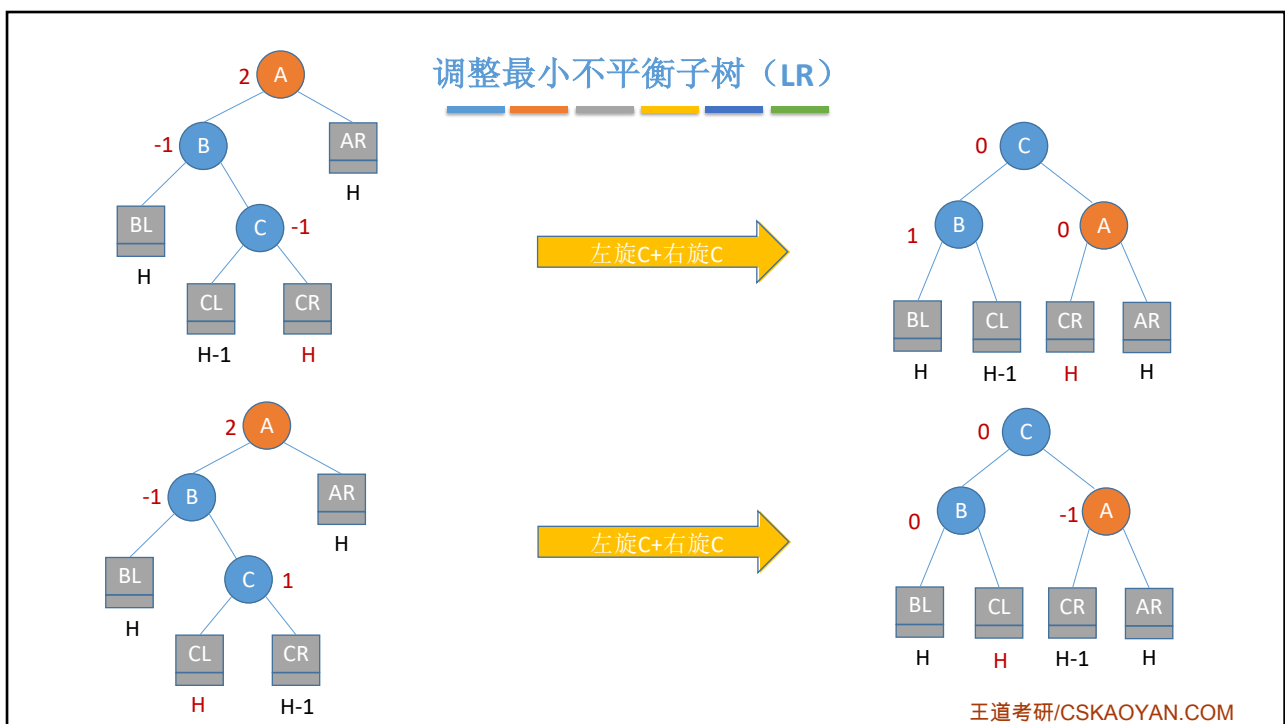 调整最小不平衡子树（LR）
2 A
-1 B
AR
H
BL
H
C -1
CL
H-1
CR
H
左旋C+右旋C
0 C
1 B
0 A
BL CL CR AR
H H-1 H H
2 A
-1 B
AR
H
BL
H
C 1
CL
H
CR
H-1
左旋C+右旋C
0 C
0 B
-1 A
BL CL CR AR
H H H-1 H
王道考研/CSKAOYAN.COM